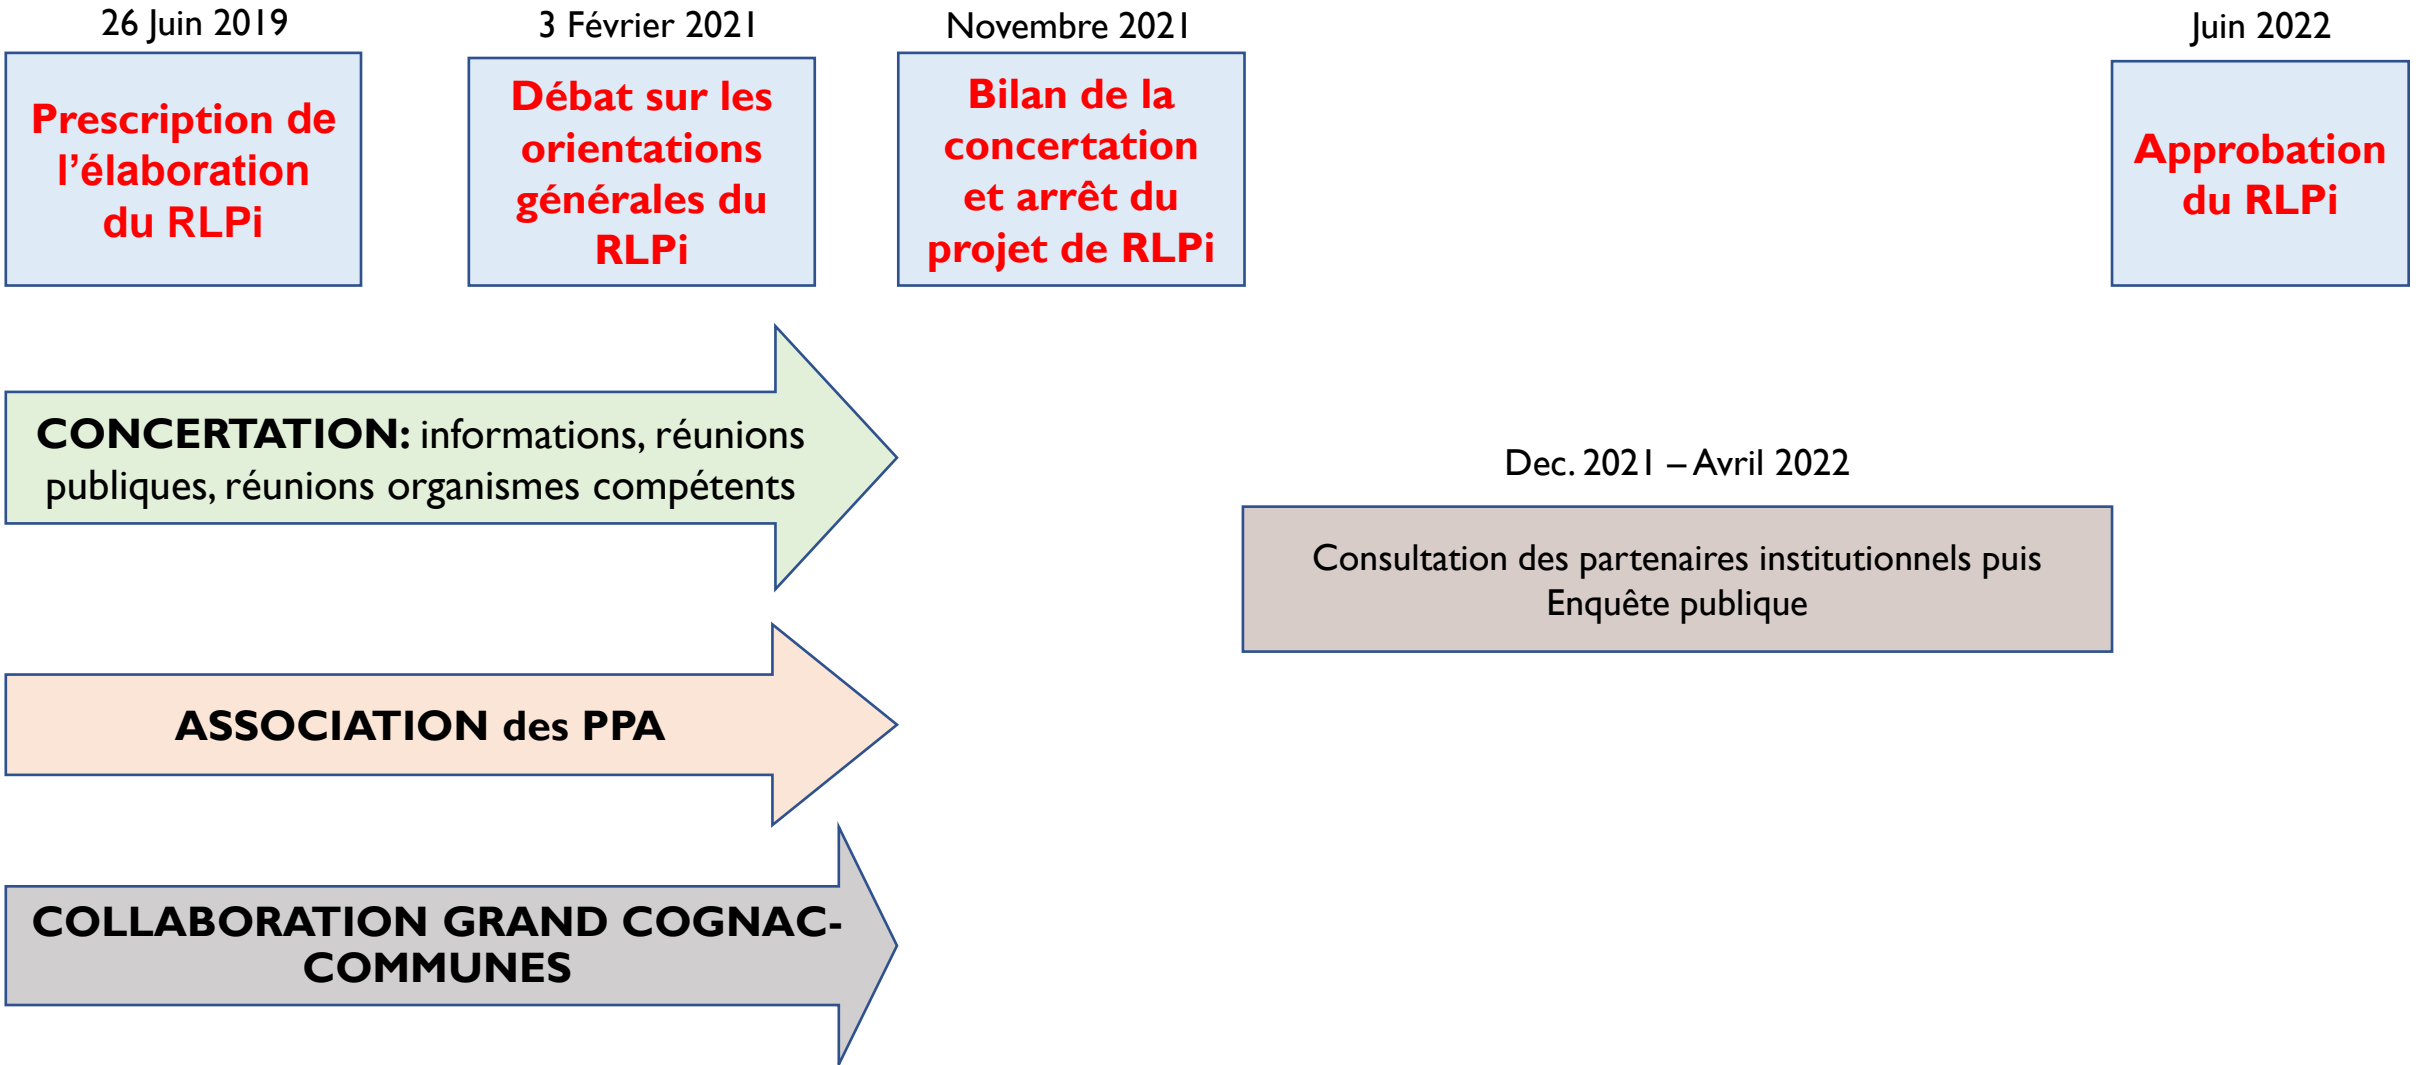 26 Juin 2019
Prescription de
l’élaboration
du RLPi
3 Février 2021
Débat sur les
orientations
générales du
RLPi
Novembre 2021
Bilan de la
concertation
et arrêt du
projet de RLPi
Juin 2022
Approbation
du RLPi
CONCERTATION: informations, réunions
publiques, réunions organismes compétents
Dec. 2021 – Avril 2022
Consultation des partenaires institutionnels puis
Enquête publique
ASSOCIATION des PPA
COLLABORATION GRAND COGNAC-
COMMUNES